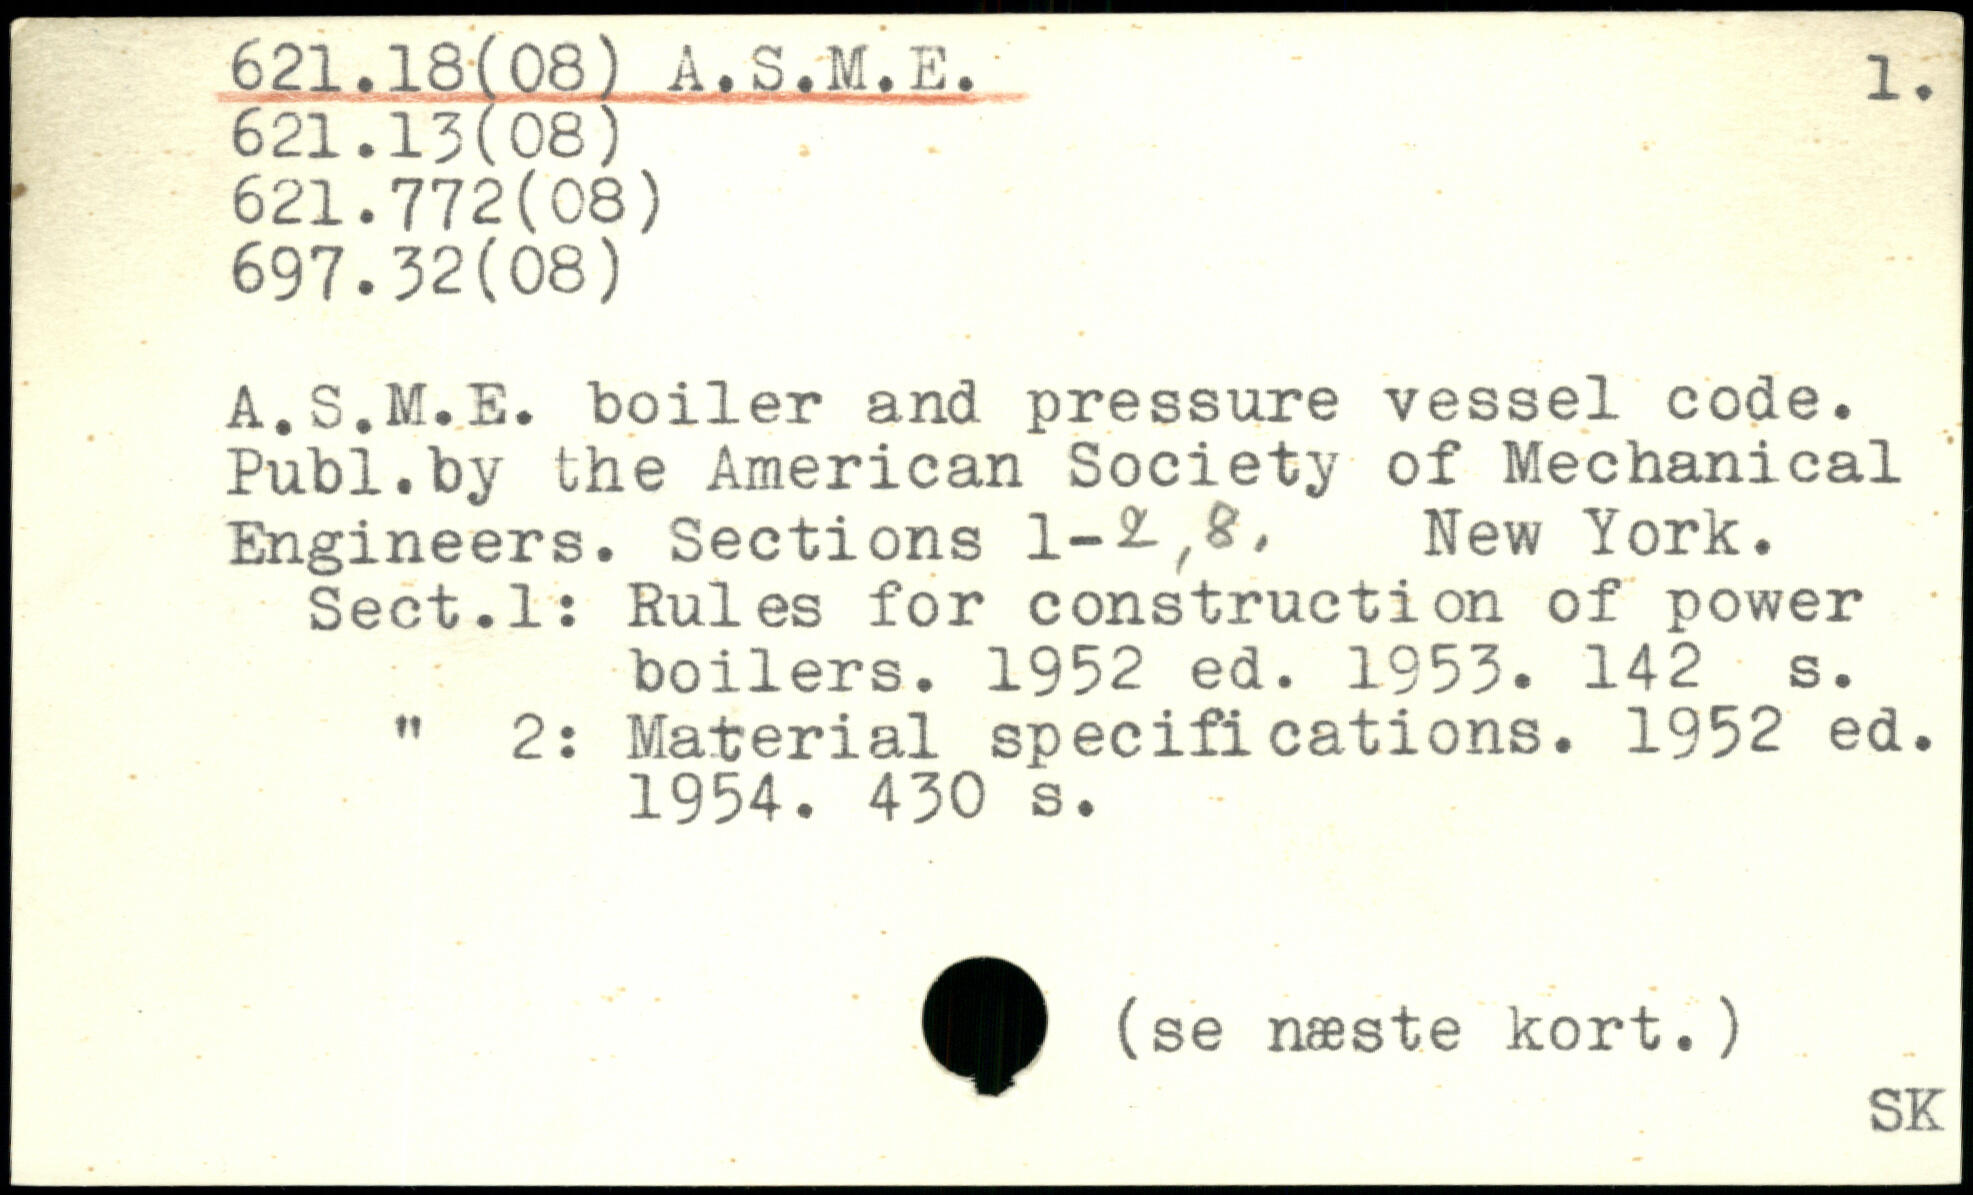 621.18(08) A.S.M.E. 1.
621.13(08)
621.772(08)
697.32(08)
A.S.M.E. boiler and pressure vessel code.
Publ.by the American Society of Mechanical
Engineers. Sections 1-2,8. New York.
Sect.1: Rules for construction of power
boilers. 1952 ed. 1953. 142 s.
" 2: Material specifications. 1952 ed.
1954. 430 s.
(se næste kort.)
SK